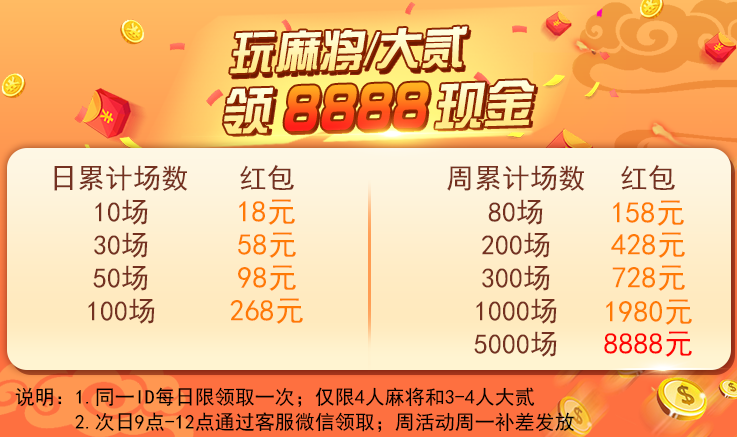 玩麻将/大贰
领8888现金
日累计场数 红包 周累计场数 红包
10场 18元 80场 158元
30场 58元 200场 428元
50场 98元 300场 728元
100场 268元 1000场 1980元
5000场 8888元
说明：1.同一ID每日限领取一次；仅限4人麻将和3-4人大贰
2.次日9点-12点通过客服微信领取；周活动周一补差发放